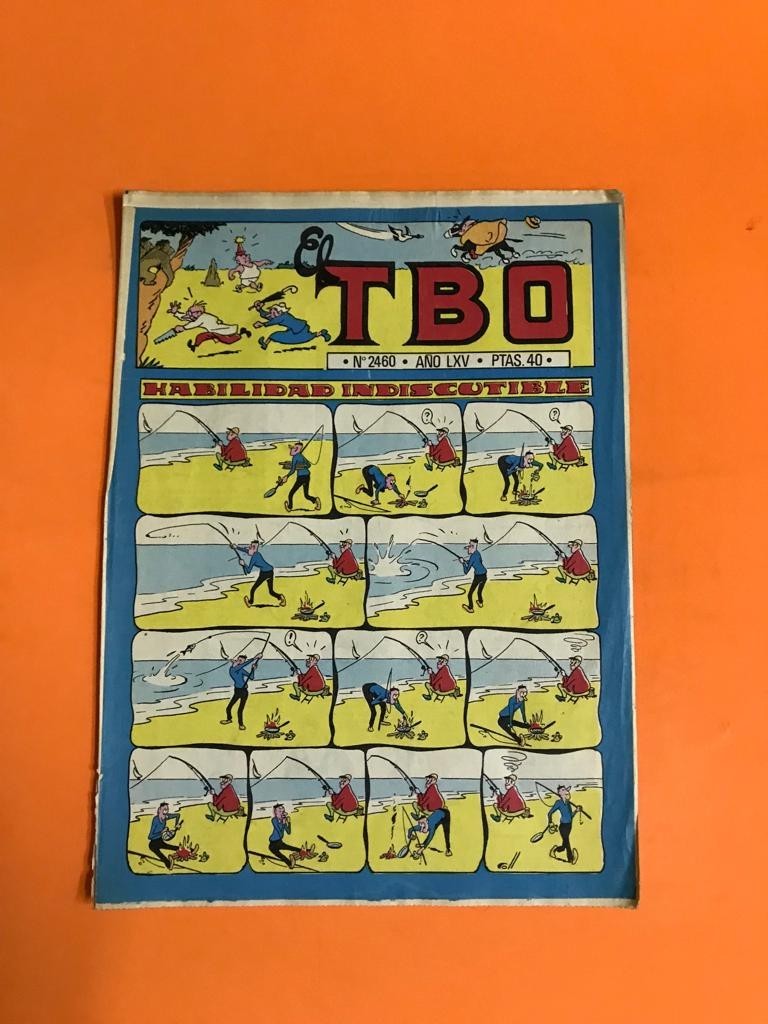 El
TBO
• Nº 2460 • AÑO LXV • PTAS. 40 •
HABILIDAD INDISCUTIBLE
?
?
!
?